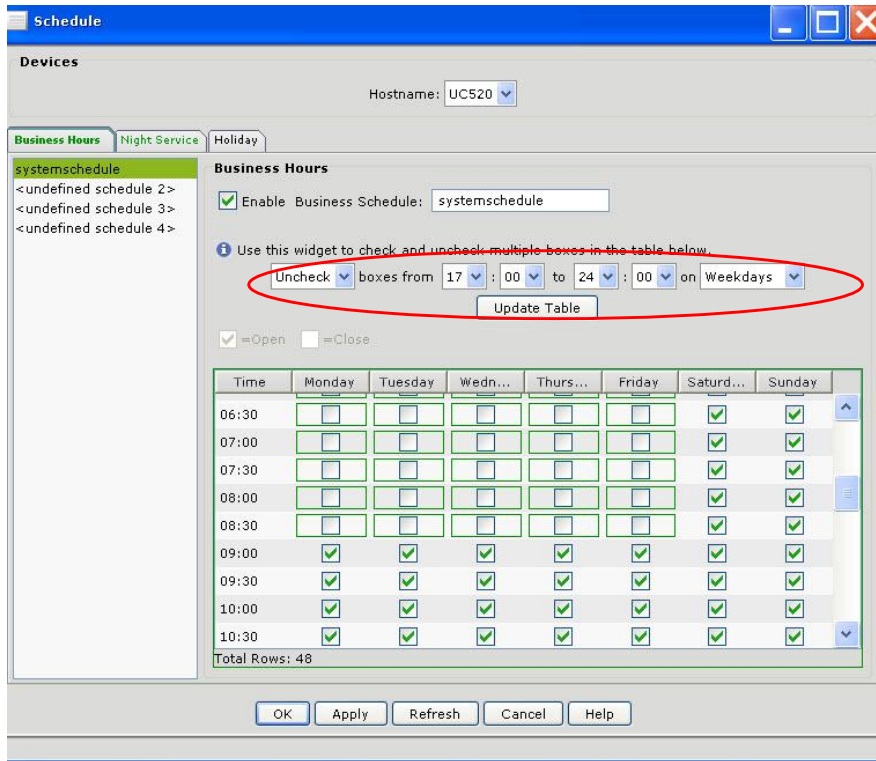 Schedule
Devices
Hostname: UC520
Business Hours Night Service Holiday
systemschedule
<undefined schedule 2>
<undefined schedule 3>
<undefined schedule 4>
Business Hours
Enable Business Schedule: systemschedule
Use this widget to check and uncheck multiple boxes in the table below.
Uncheck boxes from 17 : 00 to 24 : 00 on Weekdays
Update Table
=Open =Close
Time Monday Tuesday Wedn... Thurs... Friday Saturd... Sunday
06:30
07:00
07:30
08:00
08:30
09:00
09:30
10:00
10:30
Total Rows: 48
OK Apply Refresh Cancel Help